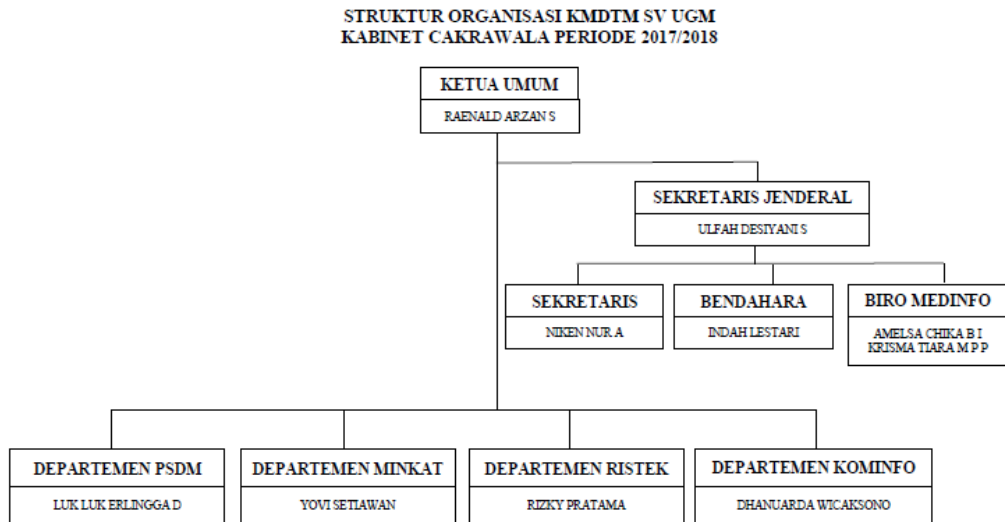 STRUKTUR ORGANISASI KMDTM SV UGM
KABINET CAKRAWALA PERIODE 2017/2018
KETUA UMUM
RAENALD ARZAN S
SEKRETARIS JENDERAL
ULFAH DESIYANI S
SEKRETARIS
NIKEN NUR A
BENDAHARA
INDAH LESTARI
BIRO MEDINFO
AMELSA CHIKA B I
KRISMA TIARA M P P
DEPARTEMEN PSDM
LUK LUK ERLINGGA D
DEPARTEMEN MINKAT
YOVI SETIAWAN
DEPARTEMEN RISTEK
RIZKY PRATAMA
DEPARTEMEN KOMINFO
DHANUARDA WICAKSONO